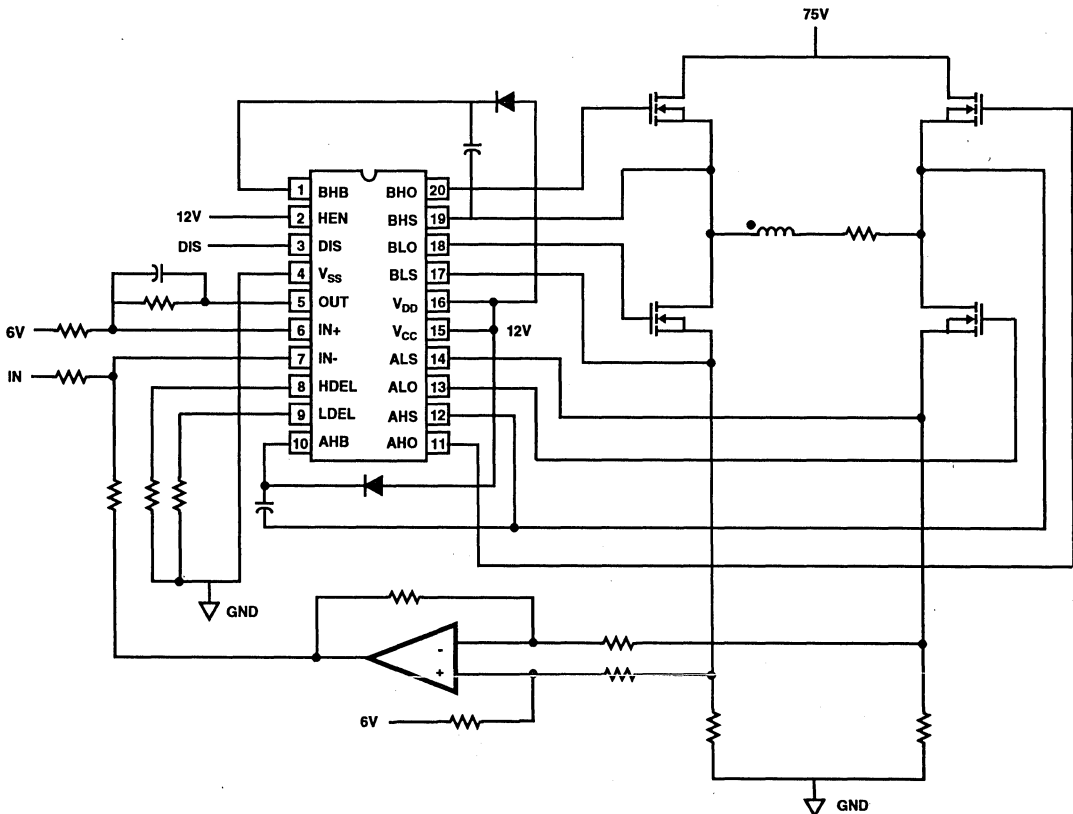 75V
1 BHB BHO 20
12V 2 HEN BHS 19
DIS 3 DIS BLO 18
4 VSS BLS 17
5 OUT VDD 16
6V 6 IN+ VCC 15 12V
IN 7 IN- ALS 14
8 HDEL ALO 13
9 LDEL AHS 12
10 AHB AHO 11
GND
-
+
6V
GND